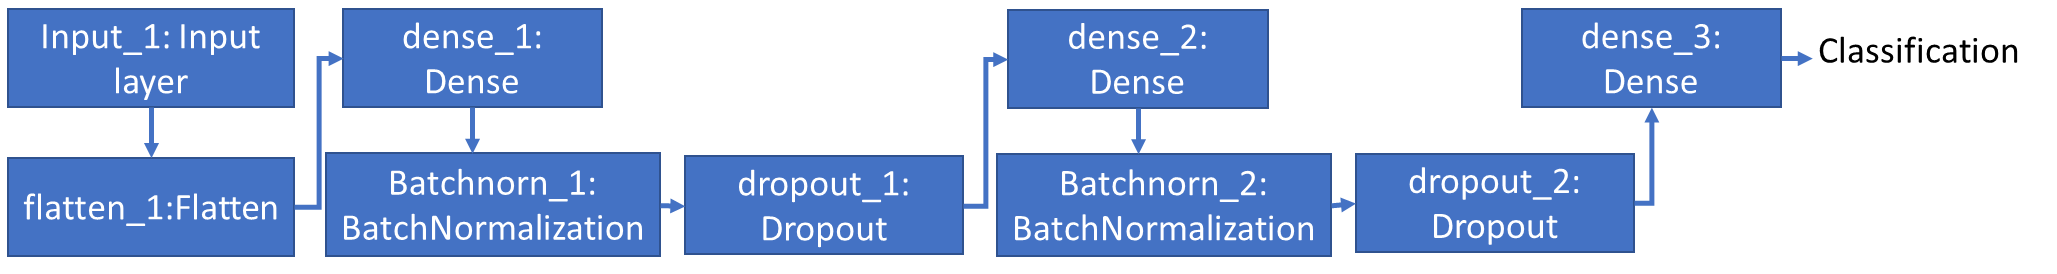 Input_1: Input
layer
flatten_1:Flatten
dense_1:
Dense
Batchnorn_1:
BatchNormalization
dropout_1:
Dropout
dense_2:
Dense
Batchnorn_2:
BatchNormalization
dropout_2:
Dropout
dense_3:
Dense
Classification